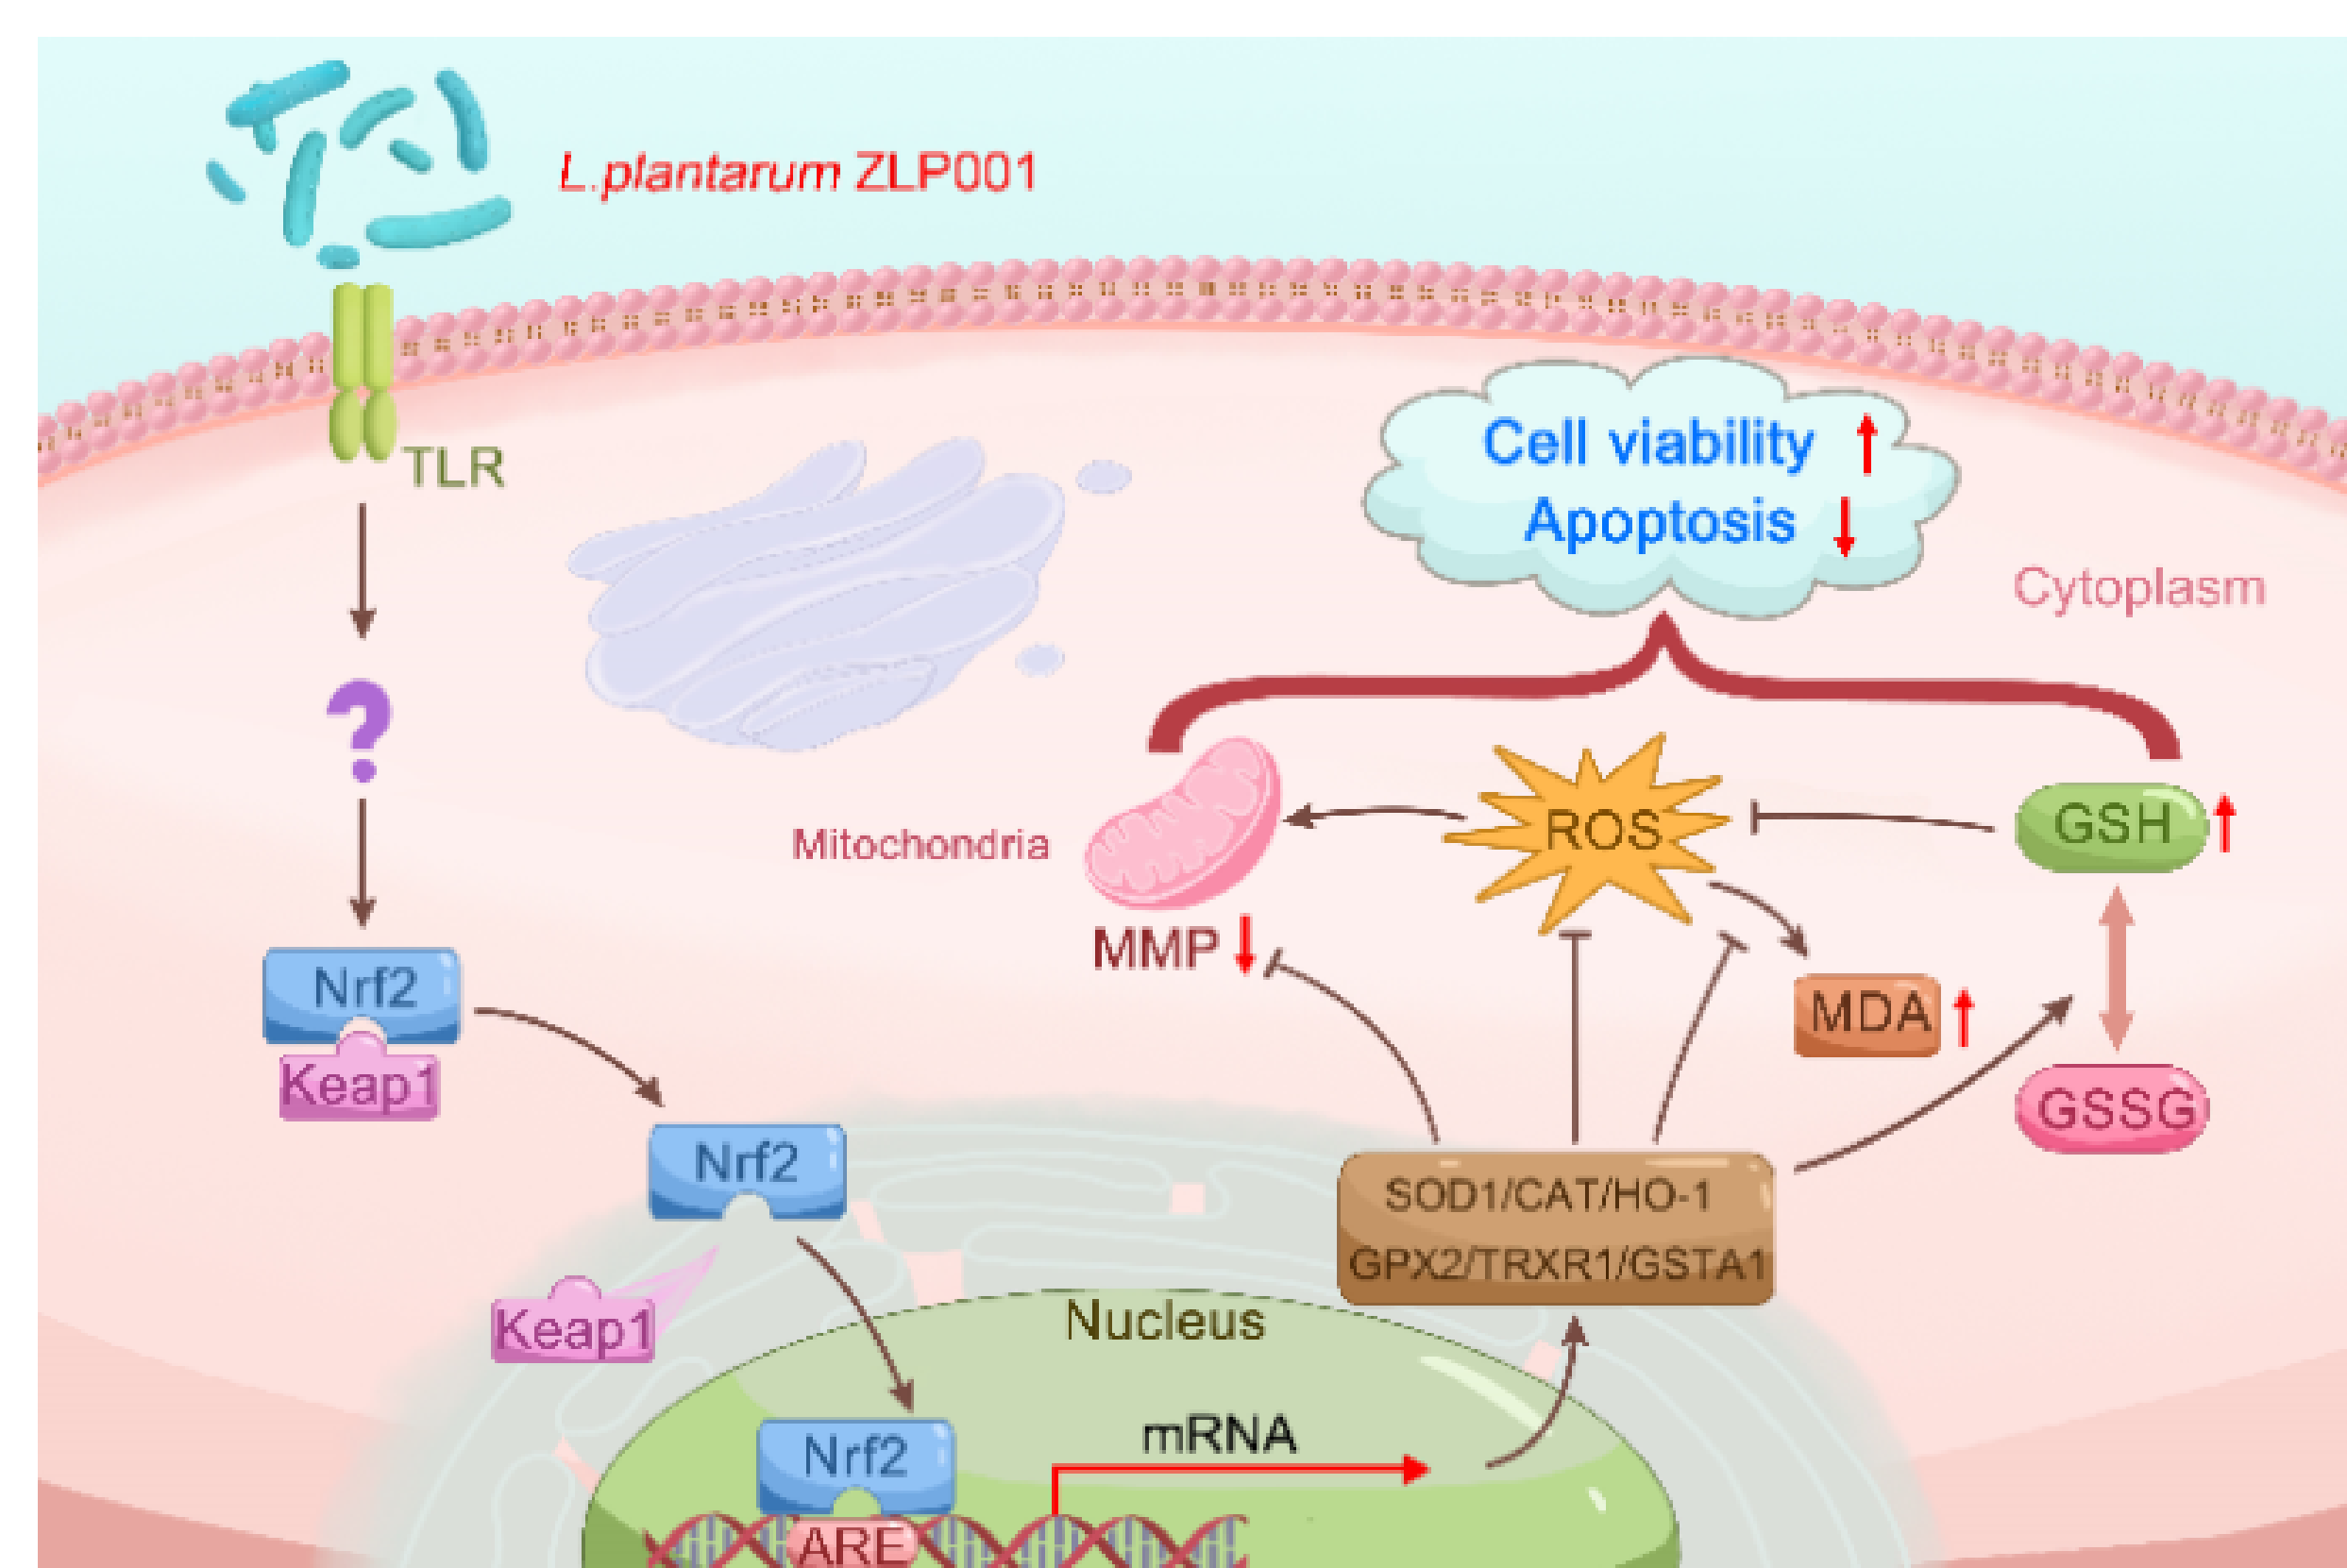 L.plantarum ZLP001
TLR
Cell viability
Apoptosis
Cytoplasm
?
Mitochondria
ROS
GSH
MMP
Nrf2
Keap1
MDA
GSSG
Nrf2
SOD1/CAT/HO-1
GPX2/TRXR1/GSTA1
Keap1
Nucleus
mRNA
Nrf2
ARE